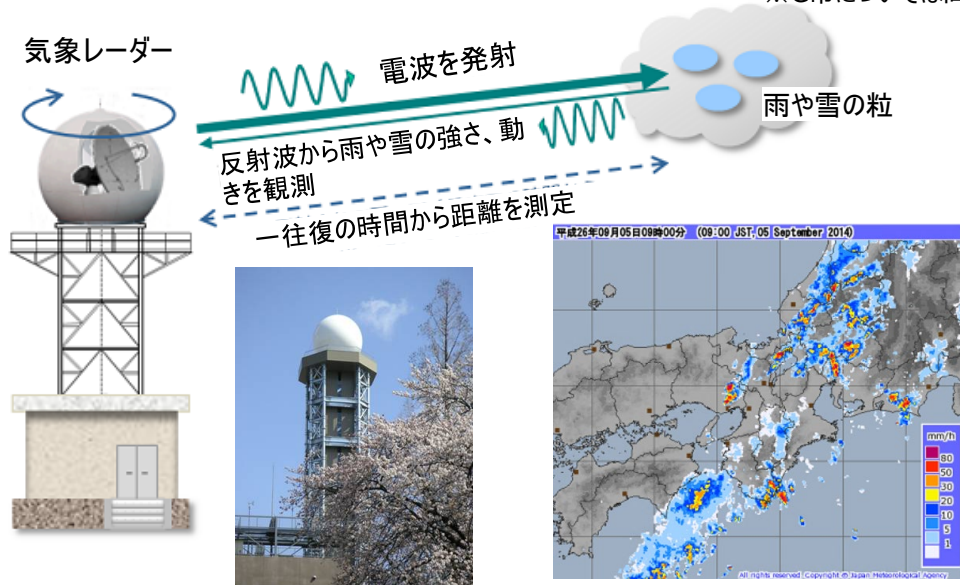 気象レーダー
電波を発射
雨や雪の粒
反射波から雨や雪の強さ、動
きを観測
一往復の時間から距離を測定
平成26年09月05日09時00分 (09:00 JST, 05 September 2014)
mm/h
80
50
30
20
10
5
1
All rights reserved. Copyright © Japan Meteorological Agency